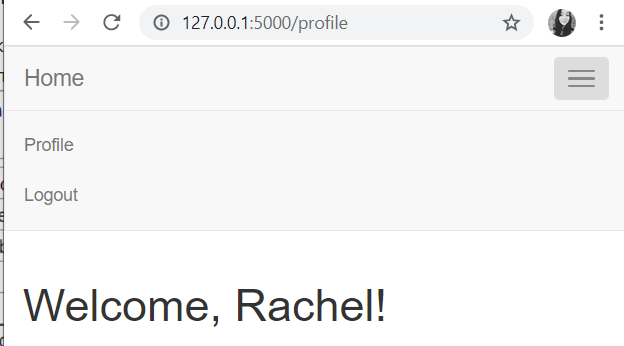 127.0.0.1:5000/profile
Home
Profile
Logout
Welcome, Rachel!